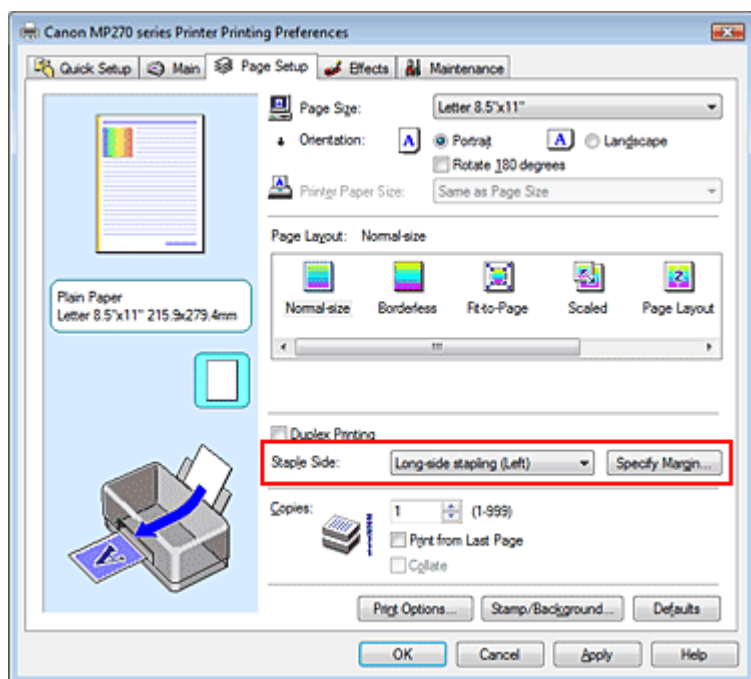 Canon MP270 series Printer Printing Preferences
Quick Setup Main Page Setup Effects Maintenance
Page Size: Letter 8.5"x11"
Orientation: A Portrait A Landscape
Rotate 180 degrees
Printer Paper Size: Same as Page Size
Page Layout: Normal-size
Normal-size Borderless Fit-to-Page Scaled Page Layout
Plain Paper
Letter 8.5"x11" 215.9x279.4mm
Duplex Printing
Staple Side: Long-side stapling (Left) Specify Margin...
Copies: 1 (1-999)
Print from Last Page
Collate
Print Options... Stamp/Background... Defaults
OK Cancel Apply Help